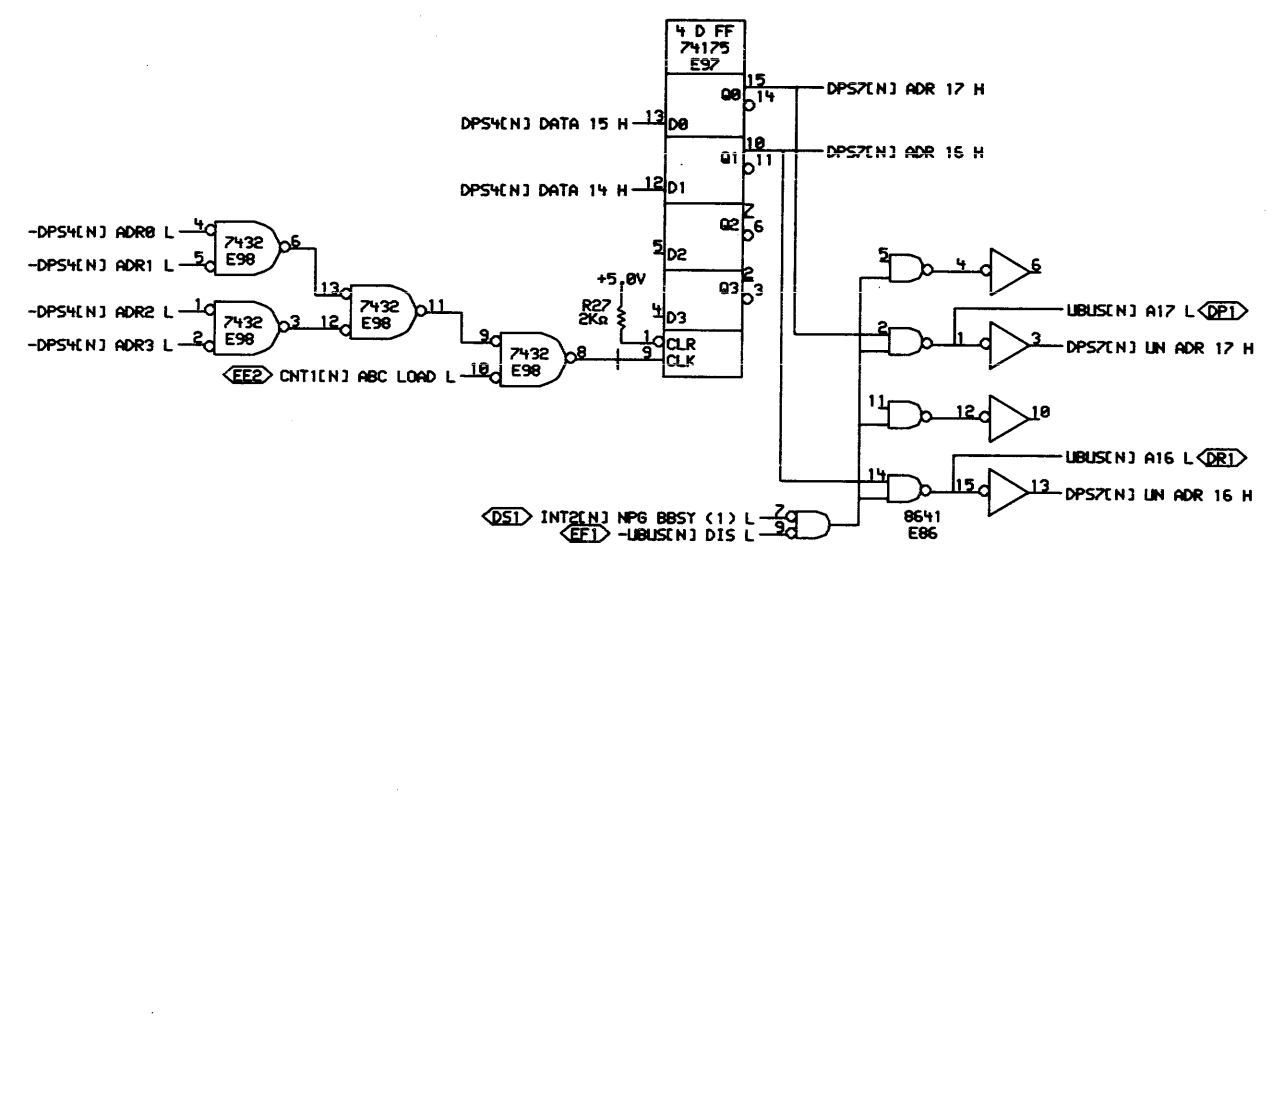 4 D FF
74175
E97
15
Q0
14
DPS7[N] ADR 17 H
DPS4[N] DATA 15 H
13
D0
10
Q1
11
DPS7[N] ADR 16 H
DPS4[N] DATA 14 H
12
D1
7
Q2
6
5
D2
2
Q3
3
4
D3
+5.0V
R27
2KΩ
1
CLR
9
CLK
-DPS4[N] ADR0 L
4
7432
E98
6
-DPS4[N] ADR1 L
5
-DPS4[N] ADR2 L
1
7432
E98
3
-DPS4[N] ADR3 L
2
13
7432
E98
11
12
9
7432
E98
8
EE2 CNT1[N] ABC LOAD L
10
5
4
6
UBUS[N] A17 L DP1
2
1
3
DPS7[N] UN ADR 17 H
11
12
10
UBUS[N] A16 L DR1
14
15
13
DPS7[N] UN ADR 16 H
8641
E86
DS1 INT2[N] NPG BBSY (1) L
7
EF1 -UBUS[N] DIS L
9